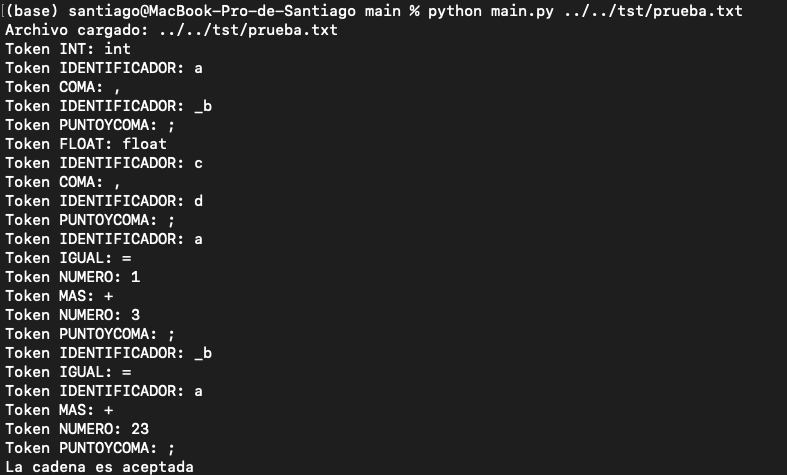 (base) santiago@MacBook-Pro-de-Santiago main % python main.py ../../tst/prueba.txt
Archivo cargado: ../../tst/prueba.txt
Token INT: int
Token IDENTIFICADOR: a
Token COMA: ,
Token IDENTIFICADOR: _b
Token PUNTOYCOMA: ;
Token FLOAT: float
Token IDENTIFICADOR: c
Token COMA: ,
Token IDENTIFICADOR: d
Token PUNTOYCOMA: ;
Token IDENTIFICADOR: a
Token IGUAL: =
Token NUMERO: 1
Token MAS: +
Token NUMERO: 3
Token PUNTOYCOMA: ;
Token IDENTIFICADOR: _b
Token IGUAL: =
Token IDENTIFICADOR: a
Token MAS: +
Token NUMERO: 23
Token PUNTOYCOMA: ;
La cadena es aceptada